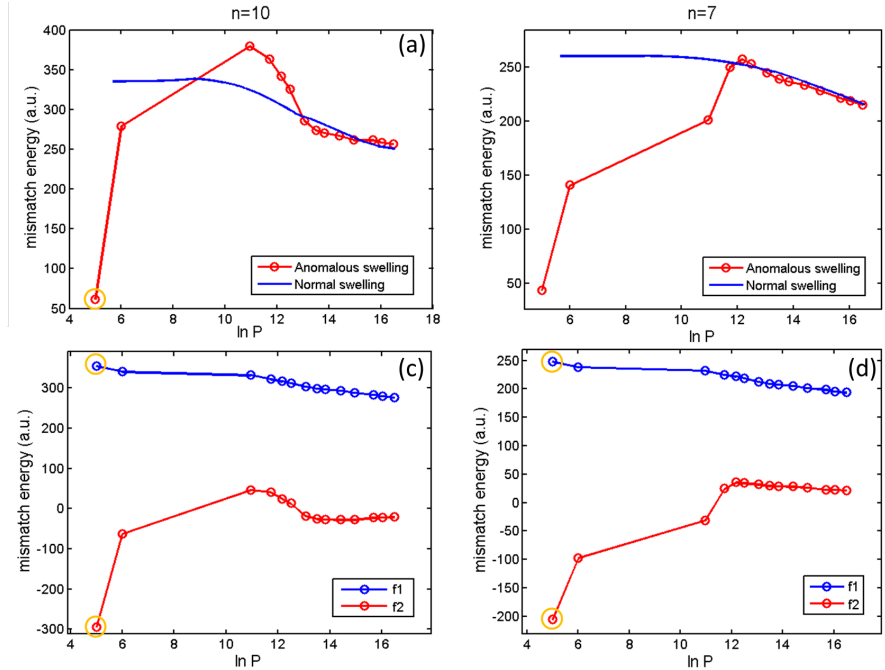 n=10
n=7
(a)
mismatch energy (a.u.)
400
350
300
250
200
150
100
50
4
6
8
10
12
14
16
18
ln P
Anomalous swelling
Normal swelling
mismatch energy (a.u.)
250
200
150
100
50
6
8
10
12
14
16
ln P
Anomalous swelling
Normal swelling
(c)
mismatch energy (a.u.)
300
200
100
0
-100
-200
-300
4
6
8
10
12
14
16
ln P
f1
f2
(d)
mismatch energy (a.u.)
250
200
150
100
50
0
-50
-100
-150
-200
4
6
8
10
12
14
16
ln P
f1
f2